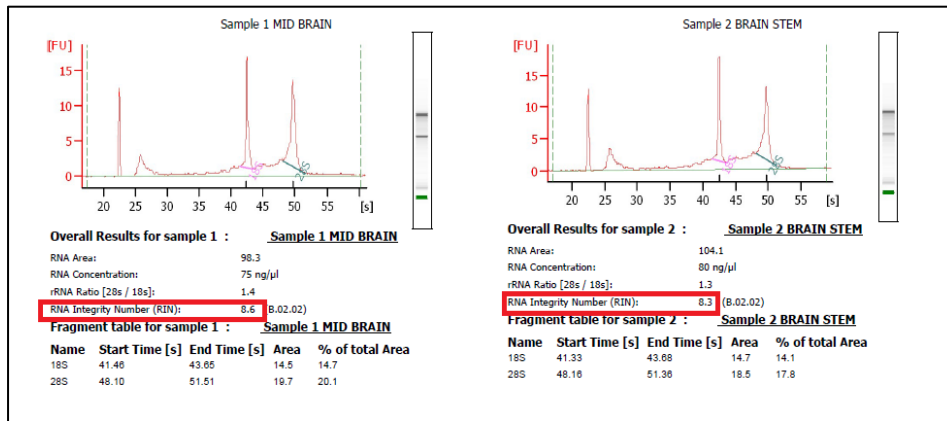 Sample 1 MID BRAIN
[FU]
15
10
5
0
18S
28S
20 25 30 35 40 45 50 55 [s]
Overall Results for sample 1 : Sample 1 MID BRAIN
RNA Area: 98.3
RNA Concentration: 75 ng/µl
rRNA Ratio [28s / 18s]: 1.4
RNA Integrity Number (RIN): 8.6 (B.02.02)
Fragment table for sample 1 : Sample 1 MID BRAIN
Name Start Time [s] End Time [s] Area % of total Area
18S 41.46 43.65 14.5 14.7
28S 48.10 51.51 19.7 20.1
Sample 2 BRAIN STEM
[FU]
15
10
5
0
18S
28S
20 25 30 35 40 45 50 55 [s]
Overall Results for sample 2 : Sample 2 BRAIN STEM
RNA Area: 104.1
RNA Concentration: 80 ng/µl
rRNA Ratio [28s / 18s]: 1.3
RNA Integrity Number (RIN): 8.3 (B.02.02)
Fragment table for sample 2 : Sample 2 BRAIN STEM
Name Start Time [s] End Time [s] Area % of total Area
18S 41.33 43.68 14.7 14.1
28S 48.16 51.36 18.5 17.8